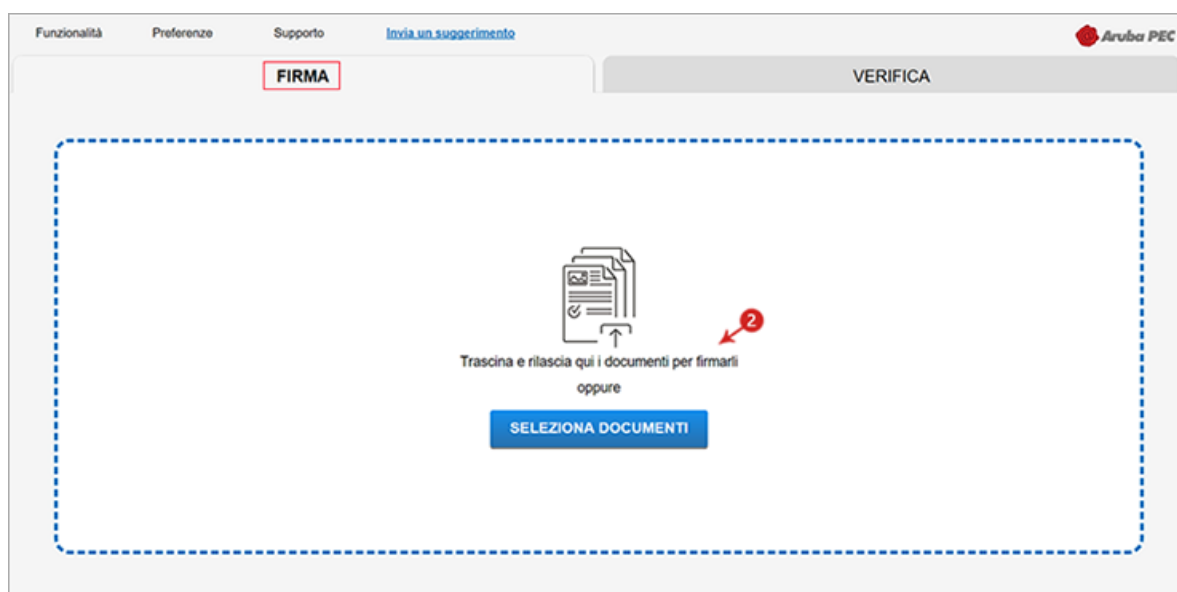 Funzionalità Preferenze Supporto Invia un suggerimento Aruba PEC
FIRMA VERIFICA
2
Trascina e rilascia qui i documenti per firmarli
oppure
SELEZIONA DOCUMENTI